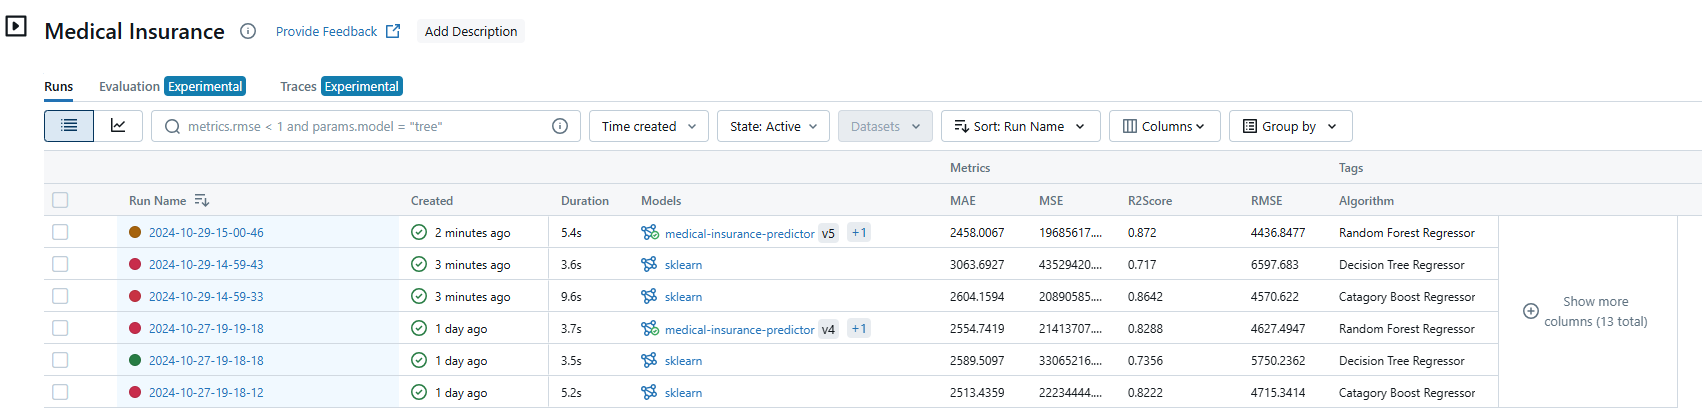 Medical Insurance Provide Feedback Add Description
Runs Evaluation Experimental Traces Experimental
metrics.rmse < 1 and params.model = "tree" Time created State: Active Datasets Sort: Run Name Columns Group by
Metrics Tags
Run Name Created Duration Models MAE MSE R2Score RMSE Algorithm
2024-10-29-15-00-46 2 minutes ago 5.4s medical-insurance-predictor v5 +1 2458.0067 19685617.... 0.872 4436.8477 Random Forest Regressor
2024-10-29-14-59-43 3 minutes ago 3.6s sklearn 3063.6927 43529420.... 0.717 6597.683 Decision Tree Regressor
2024-10-29-14-59-33 3 minutes ago 9.6s sklearn 2604.1594 20890585.... 0.8642 4570.622 Catagory Boost Regressor
2024-10-27-19-19-18 1 day ago 3.7s medical-insurance-predictor v4 +1 2554.7419 21413707.... 0.8288 4627.4947 Random Forest Regressor
2024-10-27-19-18-18 1 day ago 3.5s sklearn 2589.5097 33065216.... 0.7356 5750.2362 Decision Tree Regressor
2024-10-27-19-18-12 1 day ago 5.2s sklearn 2513.4359 22234444.... 0.8222 4715.3414 Catagory Boost Regressor
Show more
columns (13 total)